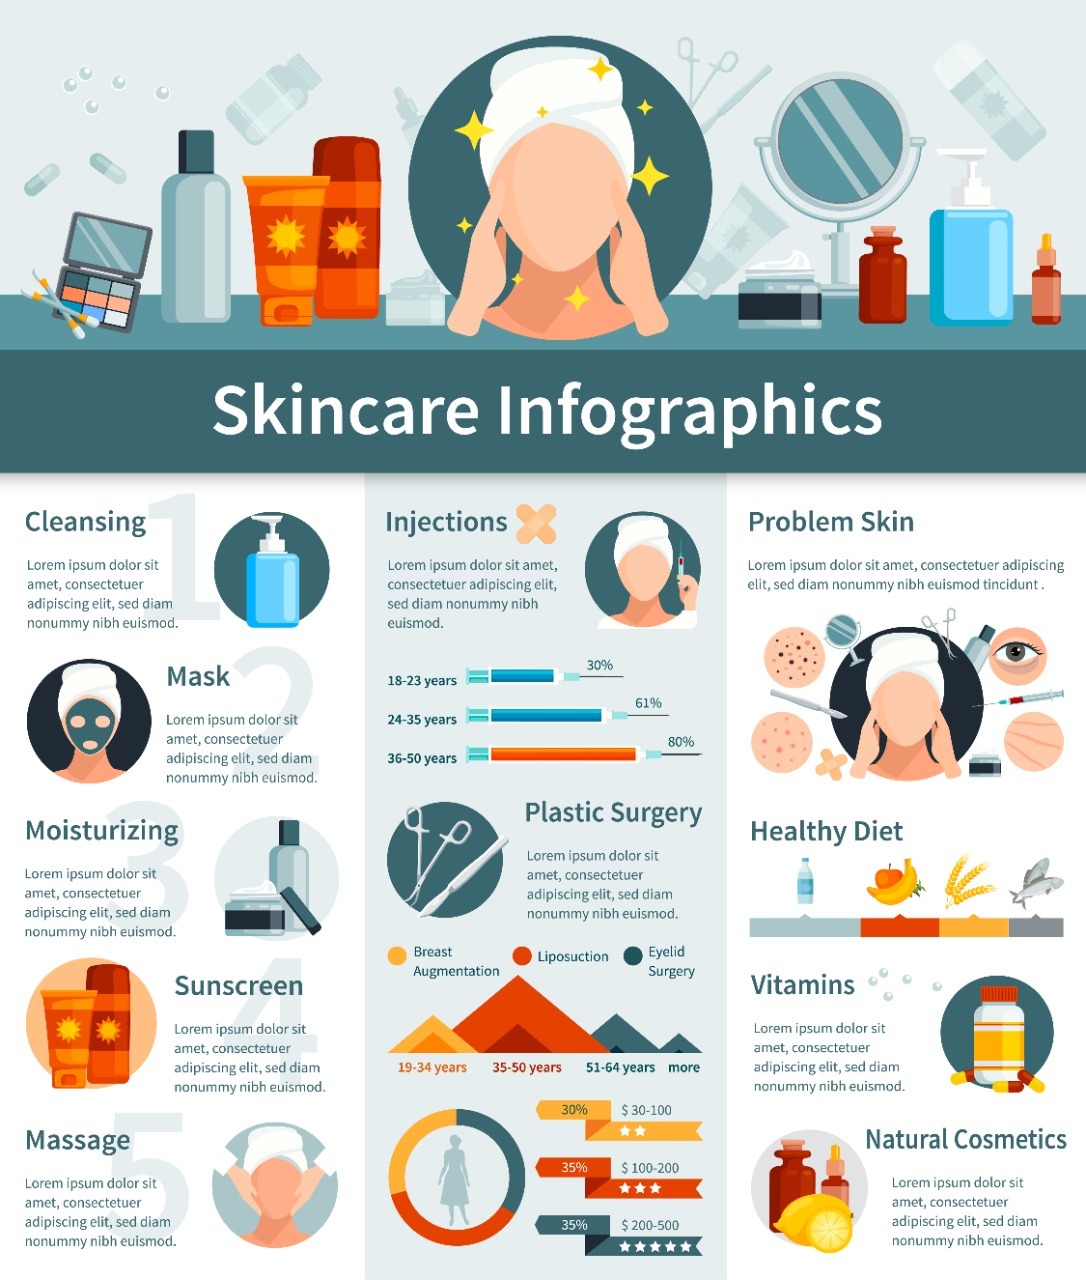 Skincare Infographics
1
Cleansing
Lorem ipsum dolor sit
amet, consectetuer
adipiscing elit, sed diam
nonummy nibh euismod.
2
Mask
Lorem ipsum dolor sit
amet, consectetuer
adipiscing elit, sed diam
nonummy nibh euismod.
3
Moisturizing
Lorem ipsum dolor sit
amet, consectetuer
adipiscing elit, sed diam
nonummy nibh euismod.
4
Sunscreen
Lorem ipsum dolor sit
amet, consectetuer
adipiscing elit, sed diam
nonummy nibh euismod.
5
Massage
Lorem ipsum dolor sit
amet, consectetuer
adipiscing elit, sed diam
nonummy nibh euismod.
Injections
Lorem ipsum dolor sit amet,
consectetuer adipiscing elit,
sed diam nonummy nibh
euismod.
18-23 years 30%
24-35 years 61%
36-50 years 80%
Plastic Surgery
Lorem ipsum dolor sit
amet, consectetuer
adipiscing elit, sed diam
nonummy nibh euismod.
Breast
Augmentation
Liposuction
Eyelid
Surgery
19-34 years 35-50 years 51-64 years more
30% $ 30-100
35% $ 100-200
35% $ 200-500
Problem Skin
Lorem ipsum dolor sit amet, consectetuer adipiscing
elit, sed diam nonummy nibh euismod tincidunt .
Healthy Diet
Vitamins
Lorem ipsum dolor sit
amet, consectetuer
adipiscing elit, sed diam
nonummy nibh euismod.
Natural Cosmetics
Lorem ipsum dolor sit
amet, consectetuer
adipiscing elit, sed diam
nonummy nibh euismod.